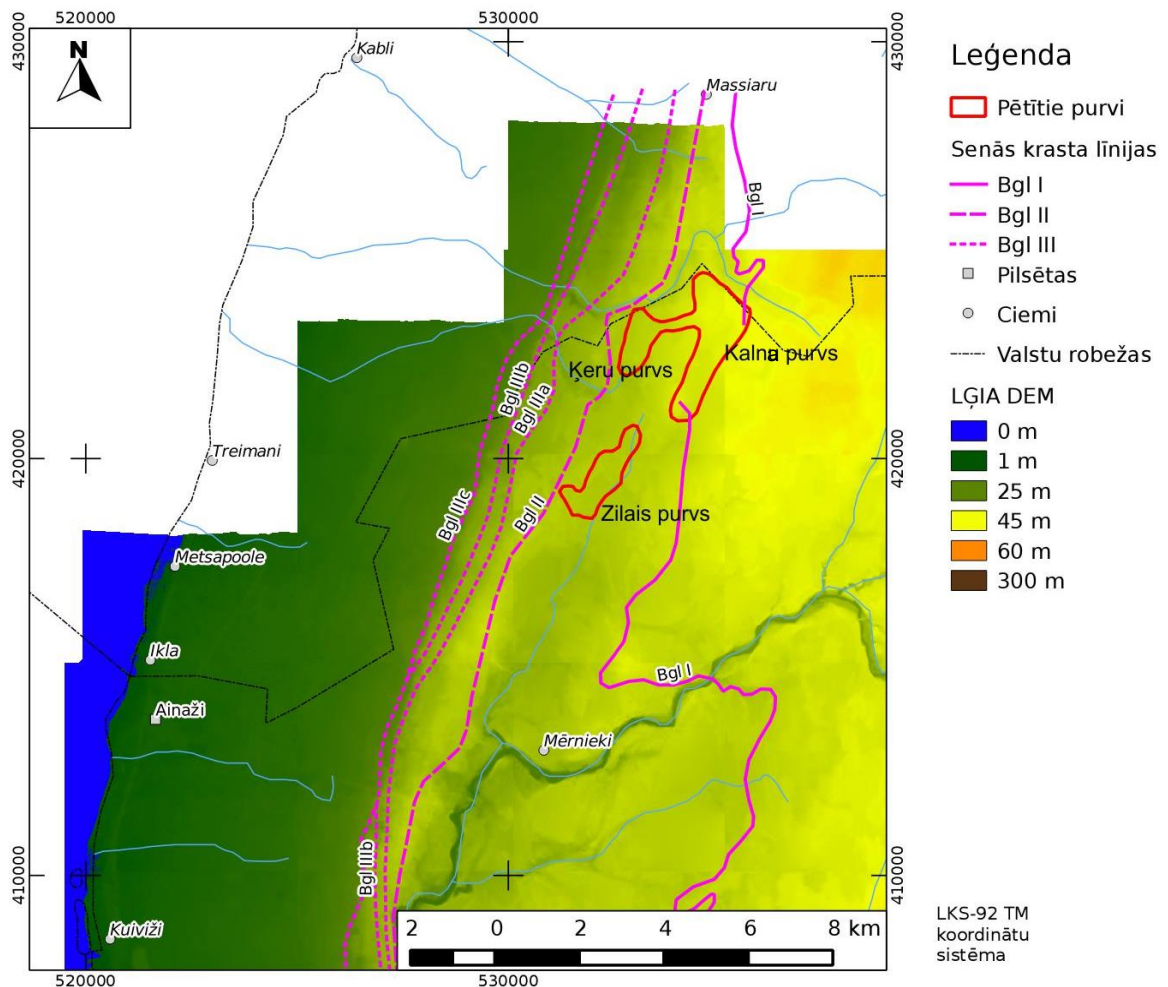 520000
530000
430000
430000
N
Kabli
Massiaru
Bgl I
Kalna purvs
Ķeru purvs
Bgl IIIb
Bgl IIIa
420000
420000
Treimani
Bgl IIIc
Bgl II
Zilais purvs
Metsapoole
Ikla
Bgl I
Ainaži
Mērnieki
Bgl IIIb
410000
410000
Kuiviži
2 0 2 4 6 8 km
520000
530000
Leģenda
Pētītie purvi
Senās krasta līnijas
Bgl I
Bgl II
Bgl III
Pilsētas
Ciemi
Valstu robežas
LĢIA DEM
0 m
1 m
25 m
45 m
60 m
300 m
LKS-92 TM
koordinātu
sistēma